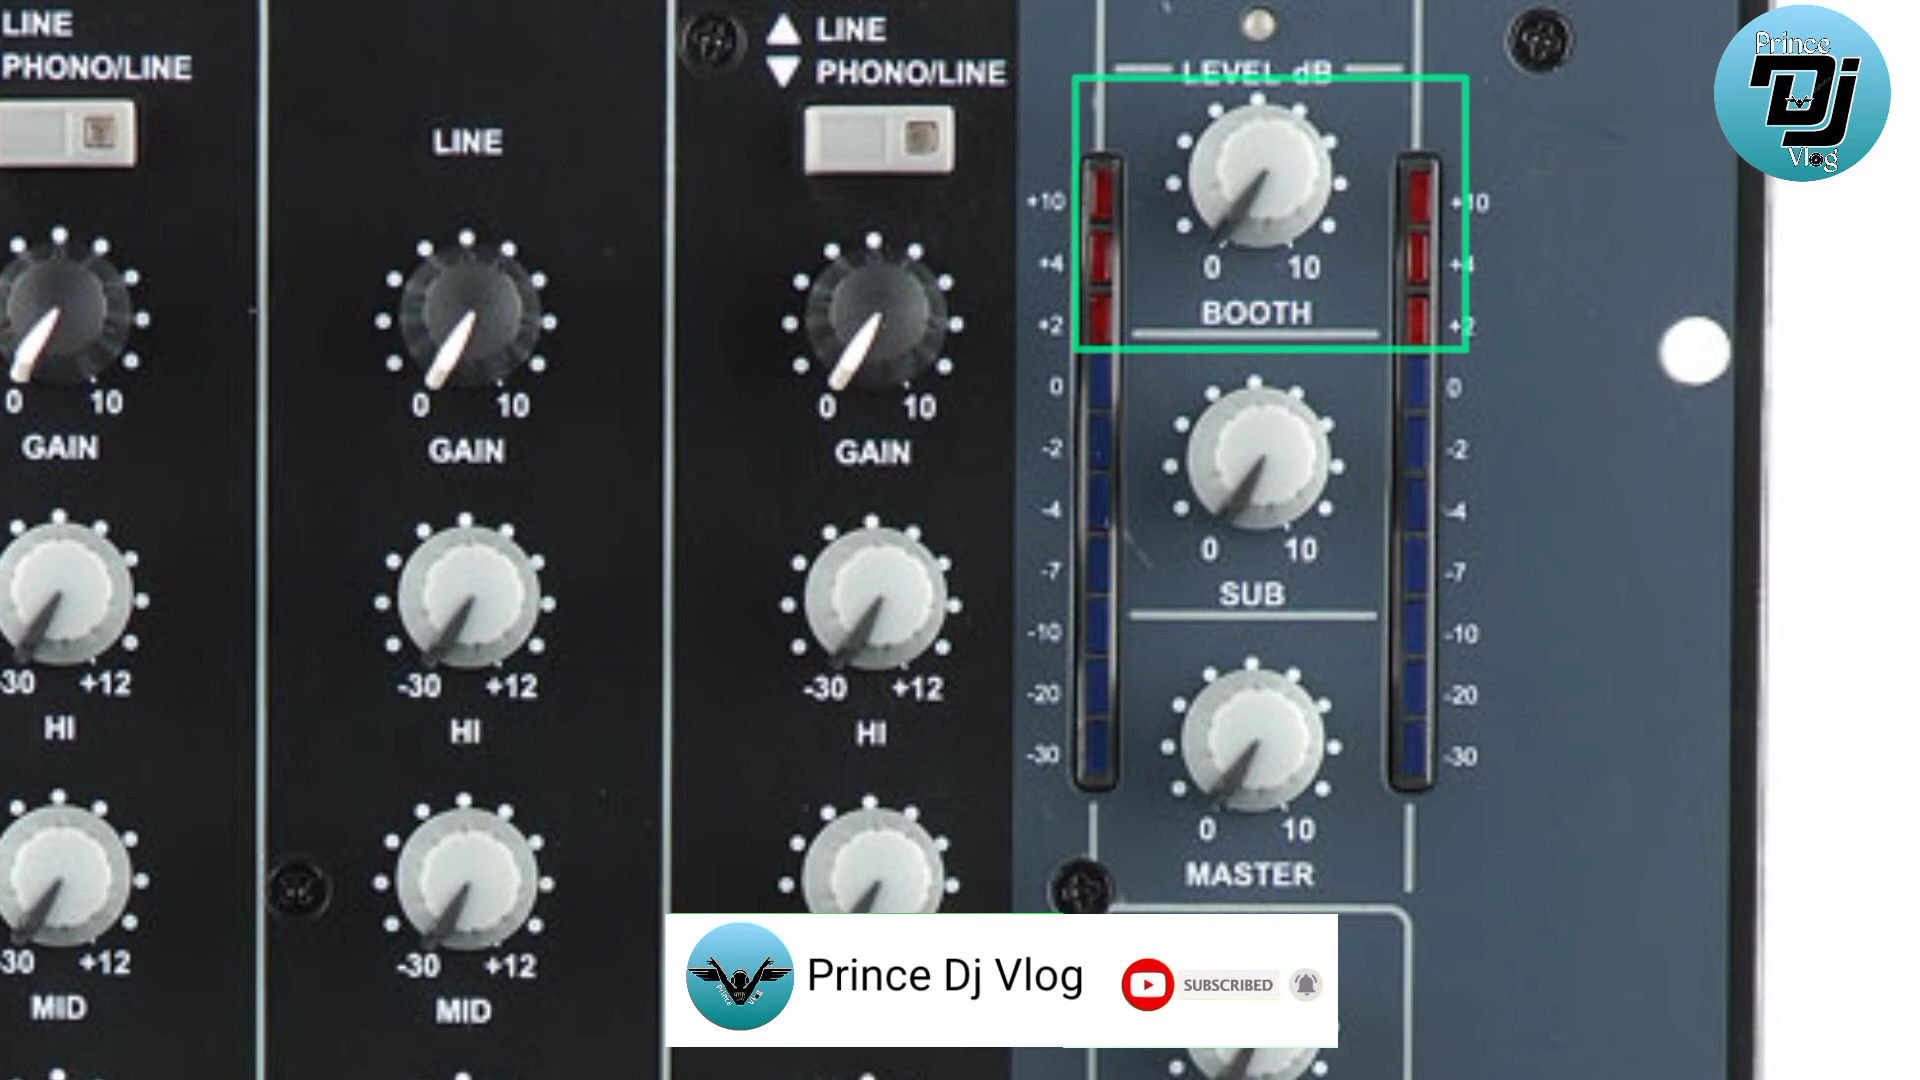 LINE
PHONO/LINE
0 10
GAIN
-30 +12
HI
-30 +12
MID
LINE
0 10
GAIN
-30 +12
HI
-30 +12
MID
LINE
PHONO/LINE
0 10
GAIN
-30 +12
HI
LEVEL dB
+10
+4
+2
0
-2
-4
-7
-10
-20
-30
0 10
BOOTH
0 10
SUB
0 10
MASTER
+10
+4
+2
0
-2
-4
-7
-10
-20
-30
Prince
Dj
Vlog
Prince Dj Vlog
SUBSCRIBED